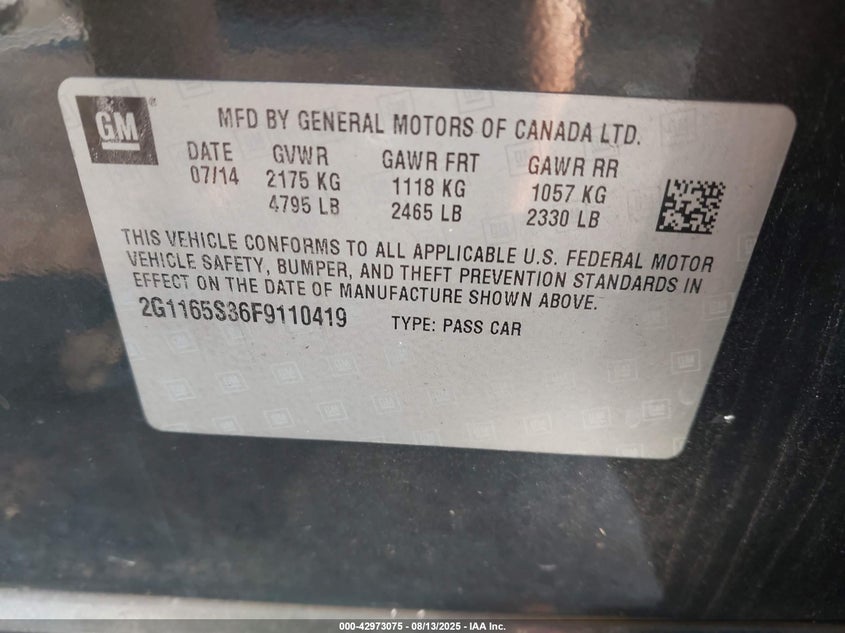 GM
MFD BY GENERAL MOTORS OF CANADA LTD.
DATE GVWR GAWR FRT GAWR RR
07/14 2175 KG 1118 KG 1057 KG
4795 LB 2465 LB 2330 LB
THIS VEHICLE CONFORMS TO ALL APPLICABLE U.S. FEDERAL MOTOR
VEHICLE SAFETY, BUMPER, AND THEFT PREVENTION STANDARDS IN
EFFECT ON THE DATE OF MANUFACTURE SHOWN ABOVE.
2G1165S36F9110419 TYPE: PASS CAR
000-42973075 - 08/13/2025 - IAA Inc.